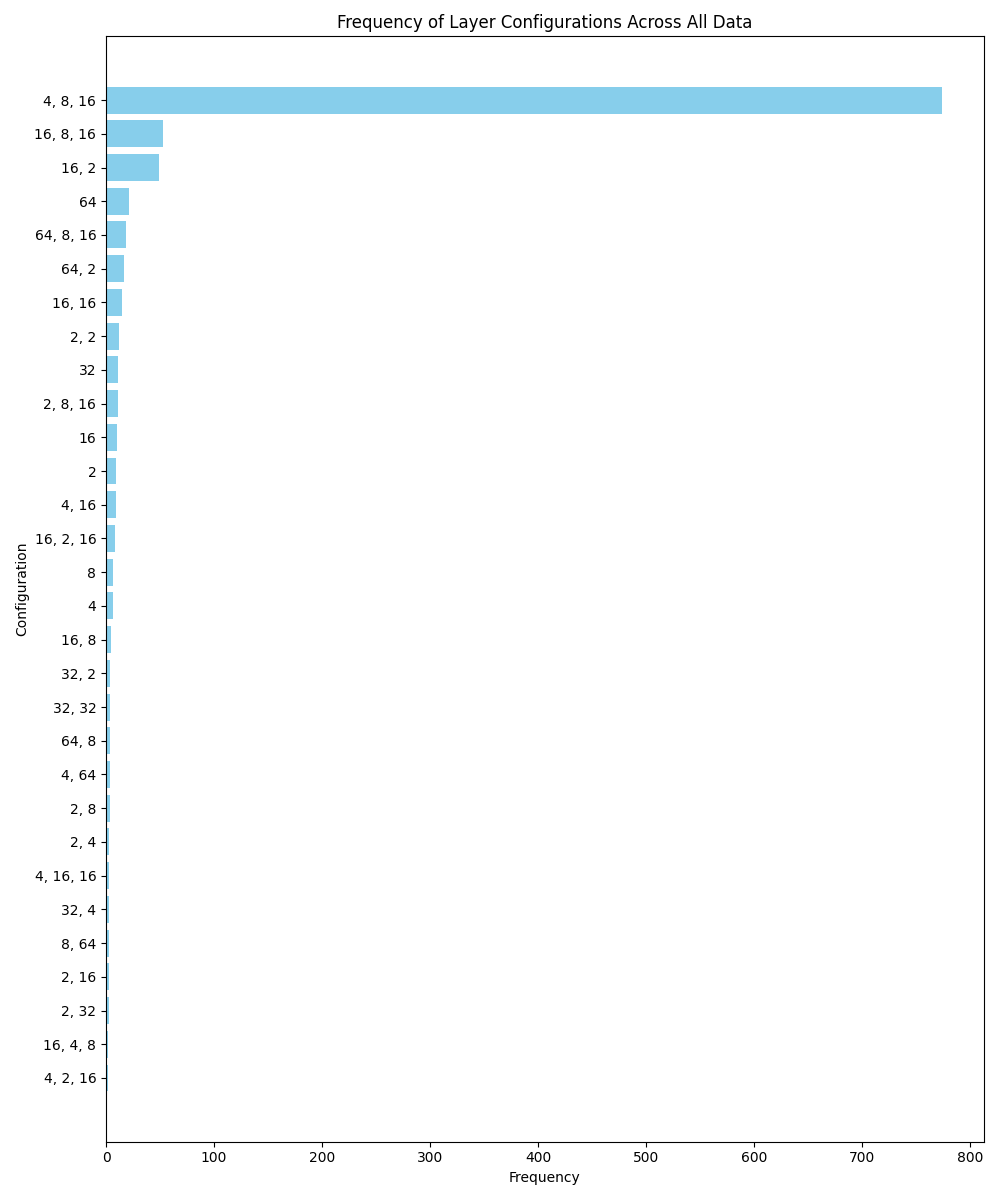 Frequency of Layer Configurations Across All Data
4, 8, 16
16, 8, 16
16, 2
64
64, 8, 16
64, 2
16, 16
2, 2
32
2, 8, 16
16
2
4, 16
16, 2, 16
8
4
16, 8
32, 2
32, 32
64, 8
4, 64
2, 8
2, 4
4, 16, 16
32, 4
8, 64
2, 16
2, 32
16, 4, 8
4, 2, 16
Configuration
0 100 200 300 400 500 600 700 800
Frequency